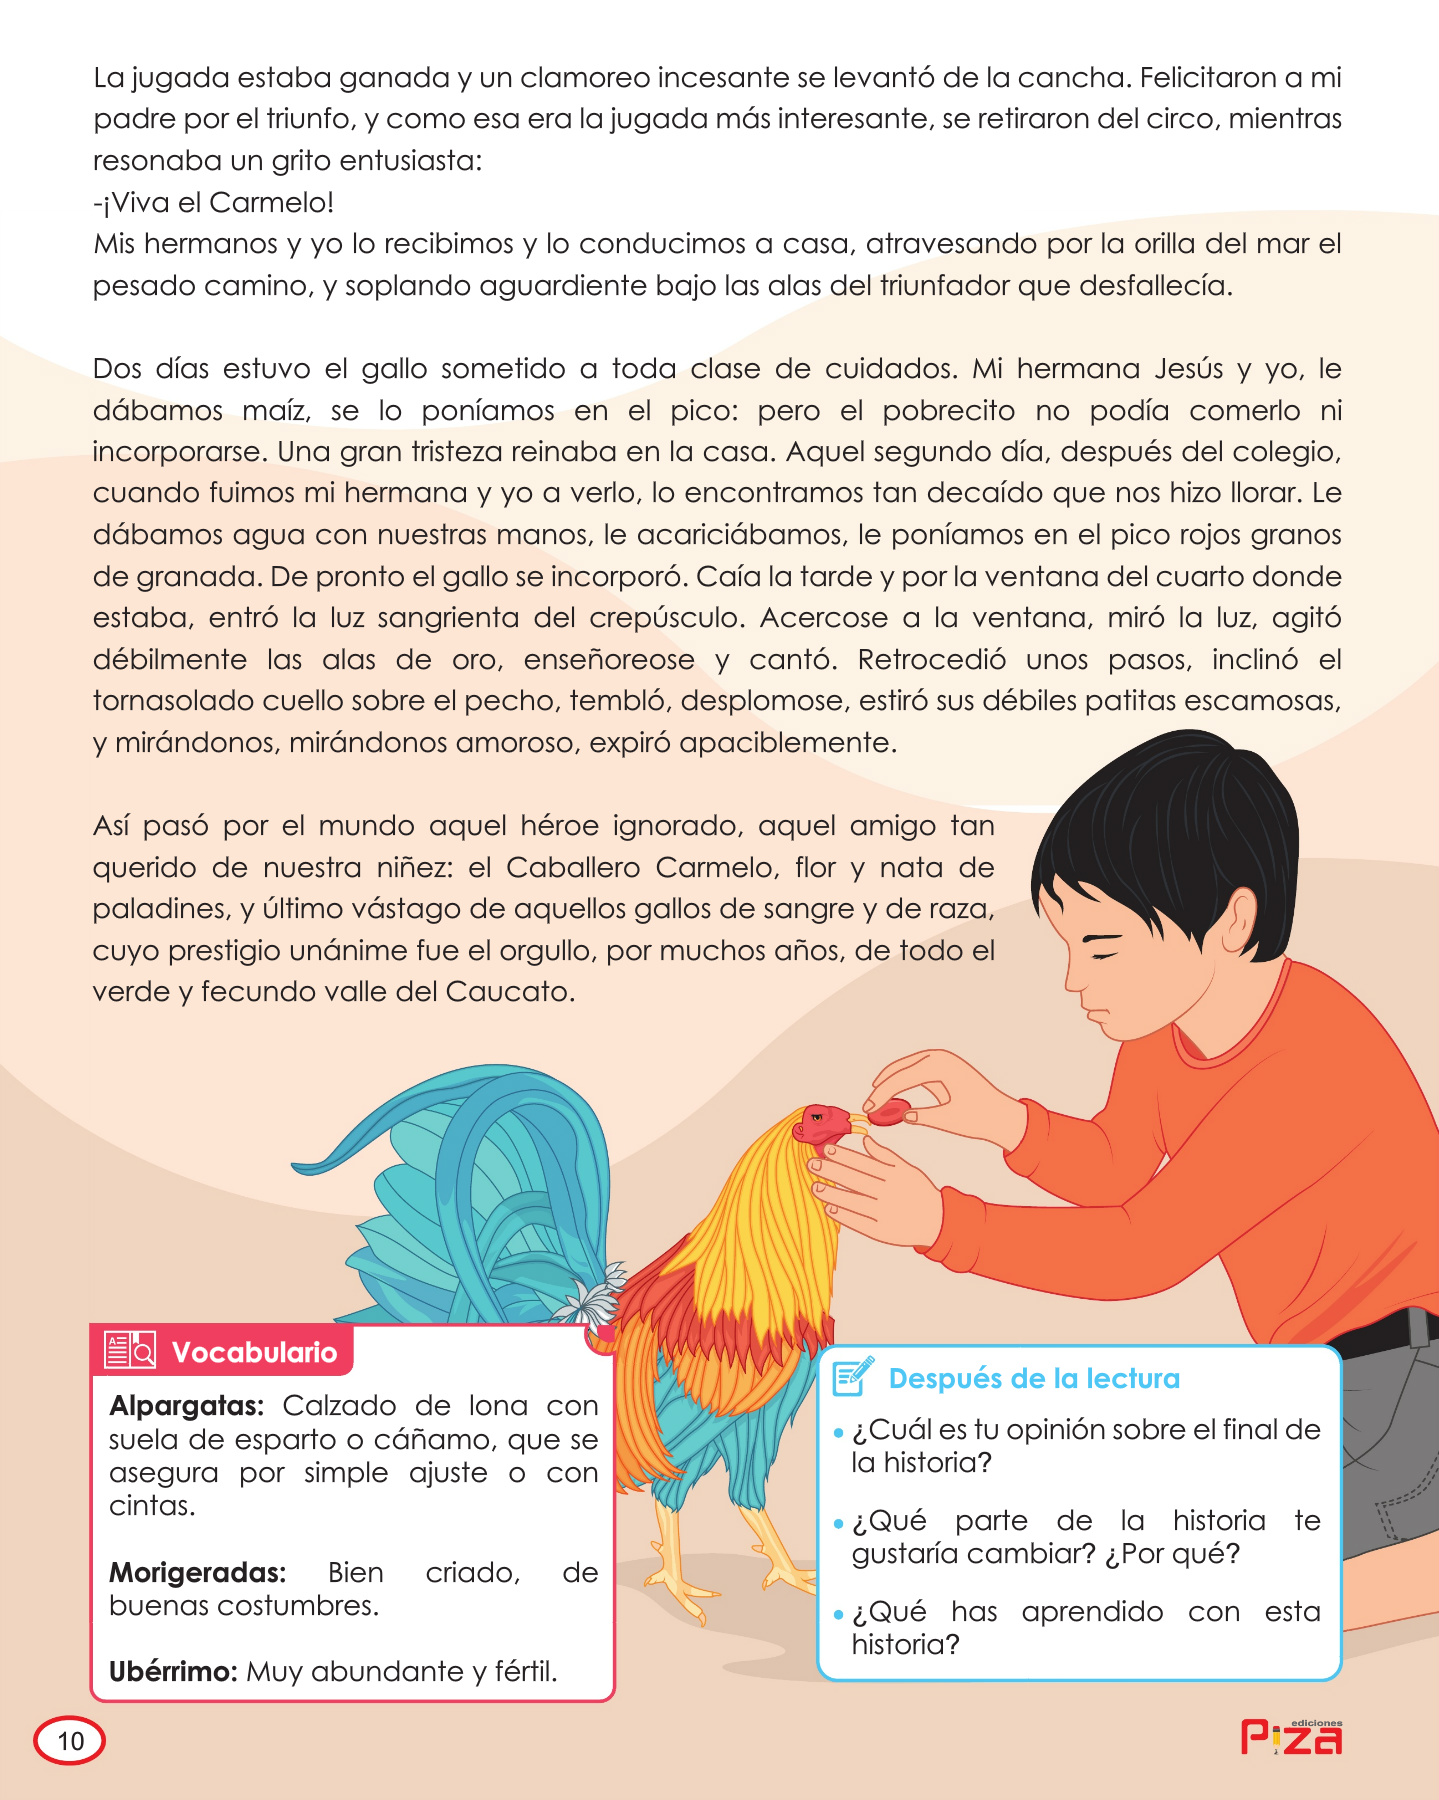 La jugada estaba ganada y un clamoreo incesante se levantó de la cancha. Felicitaron a mi
padre por el triunfo, y como esa era la jugada más interesante, se retiraron del circo, mientras
resonaba un grito entusiasta:
-¡Viva el Carmelo!
Mis hermanos y yo lo recibimos y lo conducimos a casa, atravesando por la orilla del mar el
pesado camino, y soplando aguardiente bajo las alas del triunfador que desfallecía.
Dos días estuvo el gallo sometido a toda clase de cuidados. Mi hermana Jesús y yo, le
dábamos maíz, se lo poníamos en el pico: pero el pobrecito no podía comerlo ni
incorporarse. Una gran tristeza reinaba en la casa. Aquel segundo día, después del colegio,
cuando fuimos mi hermana y yo a verlo, lo encontramos tan decaído que nos hizo llorar. Le
dábamos agua con nuestras manos, le acariciábamos, le poníamos en el pico rojos granos
de granada. De pronto el gallo se incorporó. Caía la tarde y por la ventana del cuarto donde
estaba, entró la luz sangrienta del crepúsculo. Acercose a la ventana, miró la luz, agitó
débilmente las alas de oro, enseñoreose y cantó. Retrocedió unos pasos, inclinó el
tornasolado cuello sobre el pecho, tembló, desplomose, estiró sus débiles patitas escamosas,
y mirándonos, mirándonos amoroso, expiró apaciblemente.
Así pasó por el mundo aquel héroe ignorado, aquel amigo tan
querido de nuestra niñez: el Caballero Carmelo, flor y nata de
paladines, y último vástago de aquellos gallos de sangre y de raza,
cuyo prestigio unánime fue el orgullo, por muchos años, de todo el
verde y fecundo valle del Caucato.
Vocabulario
Alpargatas: Calzado de lona con
suela de esparto o cáñamo, que se
asegura por simple ajuste o con
cintas.
Morigeradas: Bien criado, de
buenas costumbres.
Ubérrimo: Muy abundante y fértil.
Después de la lectura
• ¿Cuál es tu opinión sobre el final de
la historia?
• ¿Qué parte de la historia te
gustaría cambiar? ¿Por qué?
• ¿Qué has aprendido con esta
historia?
10
ediciones
Piza